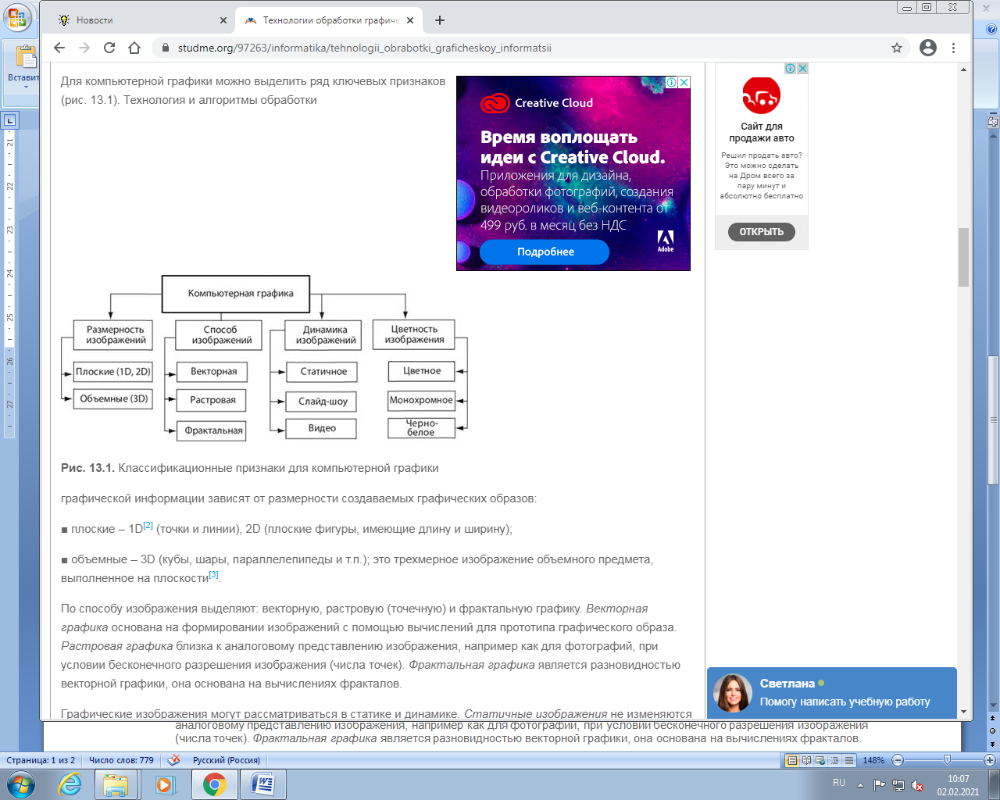 Новости
Технологии обработки графиче
studme.org/97263/informatika/tehnologii_obrabotki_graficheskoy_informatsii
Вставит
Для компьютерной графики можно выделить ряд ключевых признаков
(рис. 13.1). Технология и алгоритмы обработки
Creative Cloud
Время воплощать
идеи с Creative Cloud.
Приложения для дизайна,
обработки фотографий, создания
видеороликов и веб-контента от
499 руб. в месяц без НДС
Подробнее
Adobe
Сайт для
продажи авто
Решил продать авто?
Это можно сделать
на Дром всего за
пару минут и
абсолютно бесплатно
ОТКРЫТЬ
Компьютерная графика
Размерность
изображений
Способ
изображений
Динамика
изображений
Цветность
изображения
Плоские (1D, 2D)
Векторная
Статичное
Цветное
Объемные (3D)
Растровая
Слайд-шоу
Монохромное
Фрактальная
Видео
Черно-
белое
Рис. 13.1. Классификационные признаки для компьютерной графики
графической информации зависят от размерности создаваемых графических образов:
■ плоские – 1D[2] (точки и линии), 2D (плоские фигуры, имеющие длину и ширину);
■ объемные – 3D (кубы, шары, параллелепипеды и т.п.); это трехмерное изображение объемного предмета,
выполненное на плоскости[3].
По способу изображения выделяют: векторную, растровую (точечную) и фрактальную графику. Векторная
графика основана на формировании изображений с помощью вычислений для прототипа графического образа.
Растровая графика близка к аналоговому представлению изображения, например как для фотографий, при
условии бесконечного разрешения изображения (числа точек). Фрактальная графика является разновидностью
векторной графики, она основана на вычислениях фракталов.
Графические изображения могут рассматриваться в статике и динамике. Статичные изображения не изменяются
Светлана
Помогу написать учебную работу
аналоговому представлению изображения, например как для фотографий, при условии бесконечного разрешения изображения
(числа точек). Фрактальная графика является разновидностью векторной графики, она основана на вычислениях фракталов.
21
22
23
24
25
26
27
Страница: 1 из 2
Число слов: 779
Русский (Россия)
148%
RU
10:07
02.02.2021